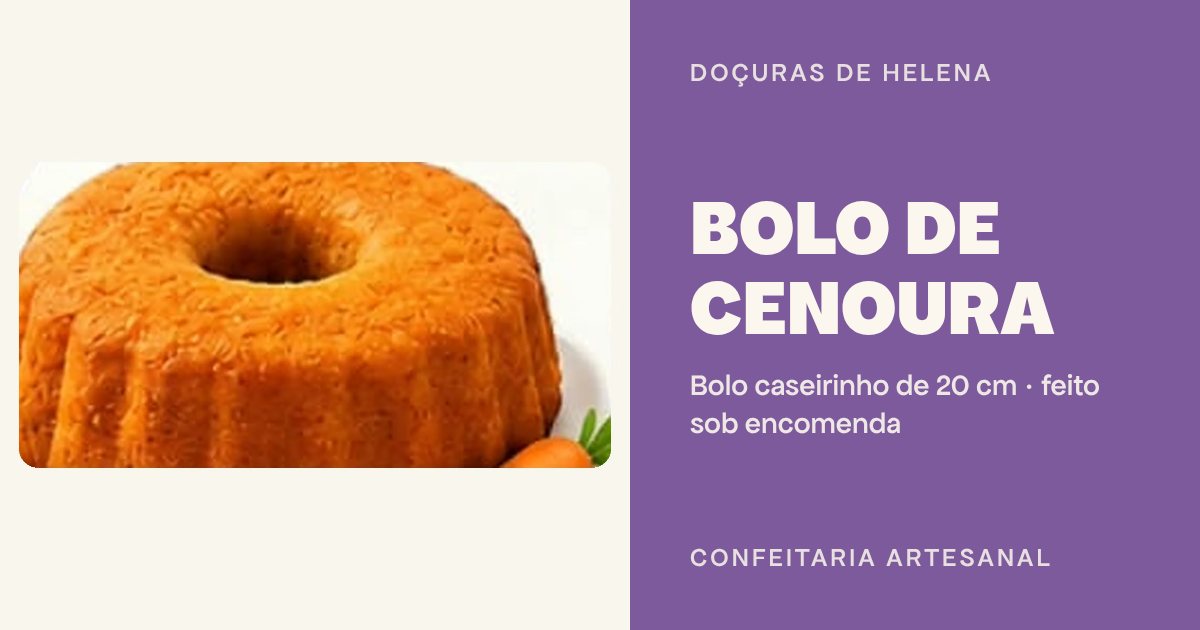 DOÇURAS DE HELENA
BOLO DE
CENOURA
Bolo caseirinho de 20 cm · feito
sob encomenda
CONFEITARIA ARTESANAL